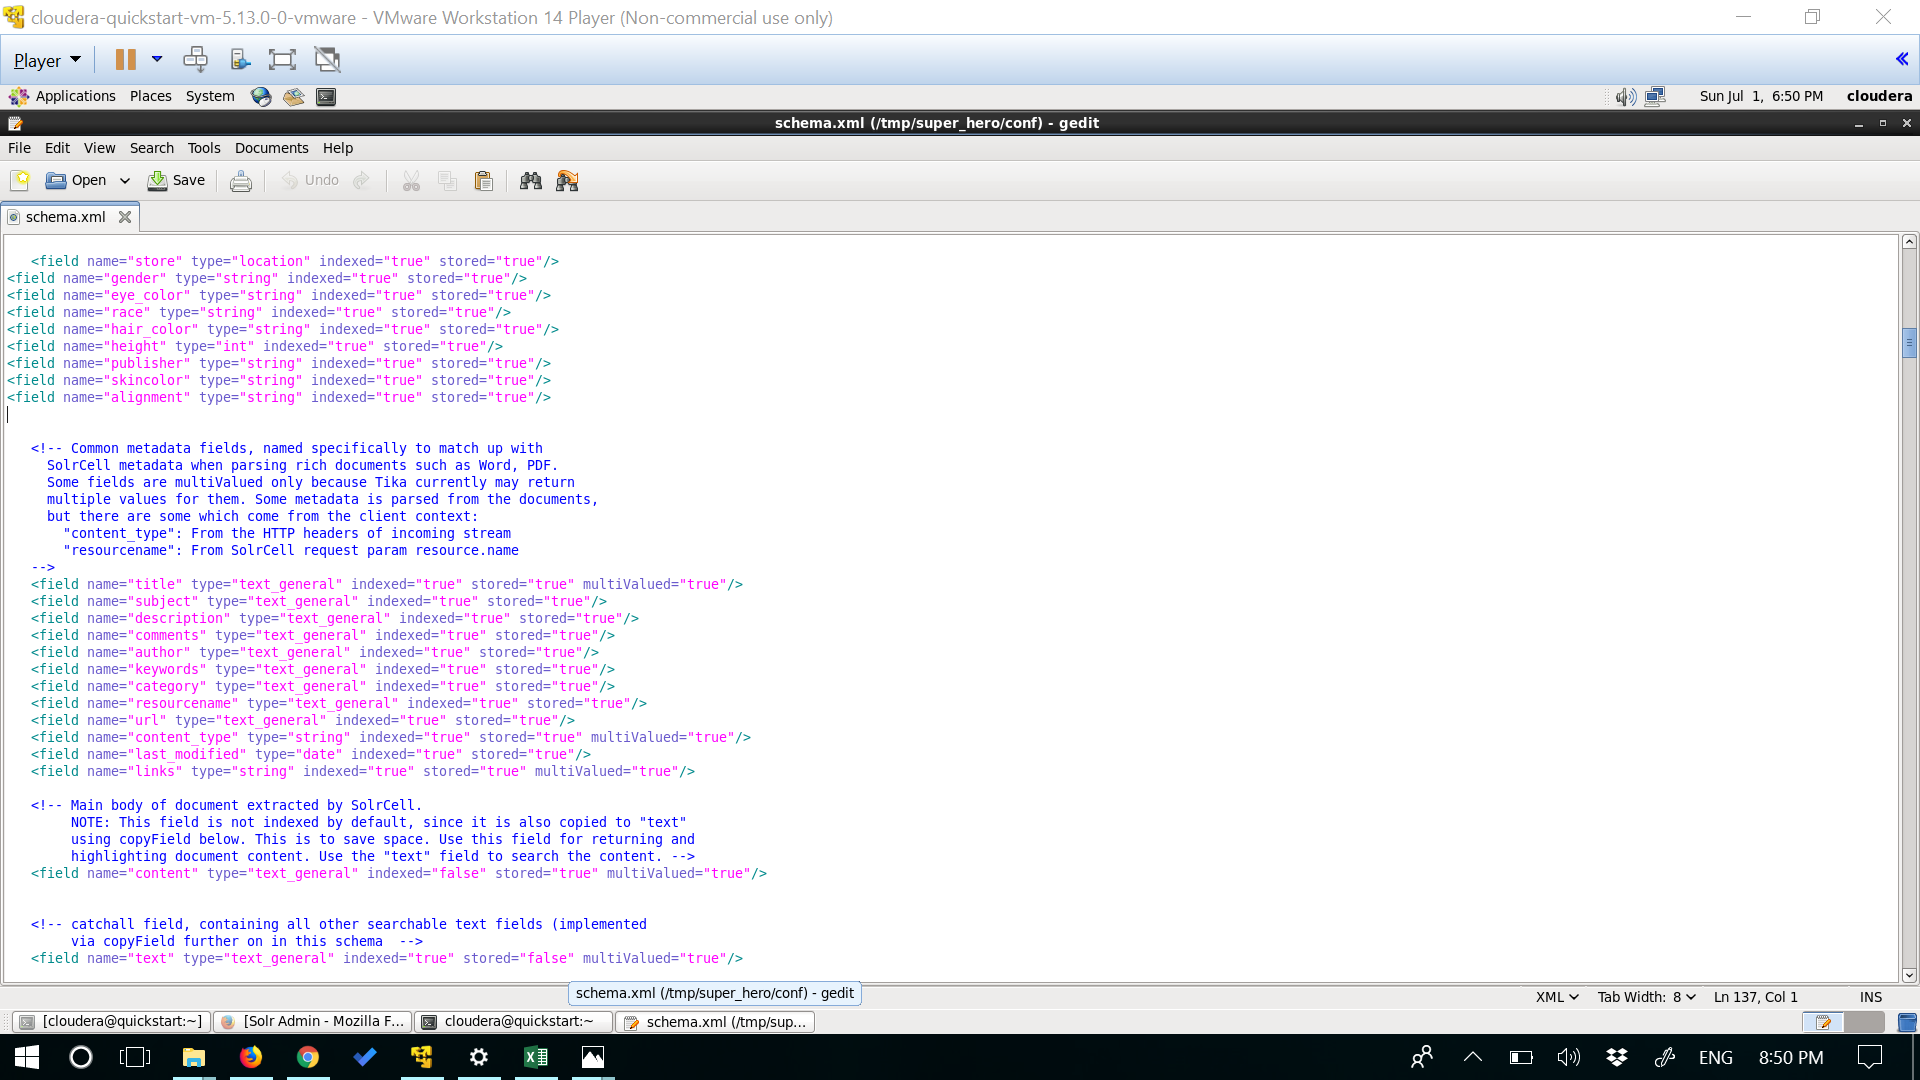 cloudera-quickstart-vm-5.13.0-0-vmware - VMware Workstation 14 Player (Non-commercial use only)
Player
Applications Places System Sun Jul 1, 6:50 PM cloudera
schema.xml (/tmp/super_hero/conf) - gedit
File Edit View Search Tools Documents Help
Open Save Undo
schema.xml
<field name="store" type="location" indexed="true" stored="true"/>
<field name="gender" type="string" indexed="true" stored="true"/>
<field name="eye_color" type="string" indexed="true" stored="true"/>
<field name="race" type="string" indexed="true" stored="true"/>
<field name="hair_color" type="string" indexed="true" stored="true"/>
<field name="height" type="int" indexed="true" stored="true"/>
<field name="publisher" type="string" indexed="true" stored="true"/>
<field name="skincolor" type="string" indexed="true" stored="true"/>
<field name="alignment" type="string" indexed="true" stored="true"/>
<!-- Common metadata fields, named specifically to match up with
SolrCell metadata when parsing rich documents such as Word, PDF.
Some fields are multiValued only because Tika currently may return
multiple values for them. Some metadata is parsed from the documents,
but there are some which come from the client context:
"content_type": From the HTTP headers of incoming stream
"resourcename": From SolrCell request param resource.name
-->
<field name="title" type="text_general" indexed="true" stored="true" multiValued="true"/>
<field name="subject" type="text_general" indexed="true" stored="true"/>
<field name="description" type="text_general" indexed="true" stored="true"/>
<field name="comments" type="text_general" indexed="true" stored="true"/>
<field name="author" type="text_general" indexed="true" stored="true"/>
<field name="keywords" type="text_general" indexed="true" stored="true"/>
<field name="category" type="text_general" indexed="true" stored="true"/>
<field name="resourcename" type="text_general" indexed="true" stored="true"/>
<field name="url" type="text_general" indexed="true" stored="true"/>
<field name="content_type" type="string" indexed="true" stored="true" multiValued="true"/>
<field name="last_modified" type="date" indexed="true" stored="true"/>
<field name="links" type="string" indexed="true" stored="true" multiValued="true"/>
<!-- Main body of document extracted by SolrCell.
NOTE: This field is not indexed by default, since it is also copied to "text"
using copyField below. This is to save space. Use this field for returning and
highlighting document content. Use the "text" field to search the content. -->
<field name="content" type="text_general" indexed="false" stored="true" multiValued="true"/>
<!-- catchall field, containing all other searchable text fields (implemented
via copyField further on in this schema -->
<field name="text" type="text_general" indexed="true" stored="false" multiValued="true"/>
schema.xml (/tmp/super_hero/conf) - gedit
XML Tab Width: 8 Ln 137, Col 1 INS
[cloudera@quickstart:~] [Solr Admin - Mozilla F... cloudera@quickstart:~ schema.xml (/tmp/sup...
ENG 8:50 PM